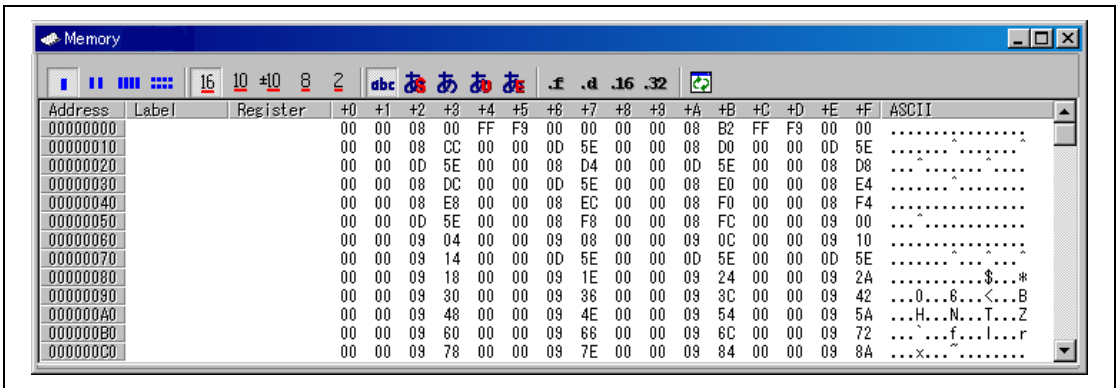 Memory
16 10 ±10 8 2 abc あS あ あU あE .f .d .16 .32
Address Label Register +0 +1 +2 +3 +4 +5 +6 +7 +8 +9 +A +B +C +D +E +F ASCII
00000000 00 00 08 00 FF F9 00 00 00 00 08 B2 FF F9 00 00 ................
00000010 00 00 08 CC 00 00 0D 5E 00 00 08 D0 00 00 0D 5E .......^.......^
00000020 00 00 0D 5E 00 00 08 D4 00 00 0D 5E 00 00 08 D8 ...^.......^....
00000030 00 00 08 DC 00 00 0D 5E 00 00 08 E0 00 00 08 E4 .......^........
00000040 00 00 08 E8 00 00 08 EC 00 00 08 F0 00 00 08 F4 ................
00000050 00 00 0D 5E 00 00 08 F8 00 00 08 FC 00 00 09 00 ...^............
00000060 00 00 09 04 00 00 09 08 00 00 09 0C 00 00 09 10 ................
00000070 00 00 09 14 00 00 0D 5E 00 00 0D 5E 00 00 0D 5E .......^...^...^
00000080 00 00 09 18 00 00 09 1E 00 00 09 24 00 00 09 2A ...........$...*
00000090 00 00 09 30 00 00 09 36 00 00 09 3C 00 00 09 42 ...0...6...<...B
000000A0 00 00 09 48 00 00 09 4E 00 00 09 54 00 00 09 5A ...H...N...T...Z
000000B0 00 00 09 60 00 00 09 66 00 00 09 6C 00 00 09 72 ...`...f...l...r
000000C0 00 00 09 78 00 00 09 7E 00 00 09 84 00 00 09 8A ...x...~........